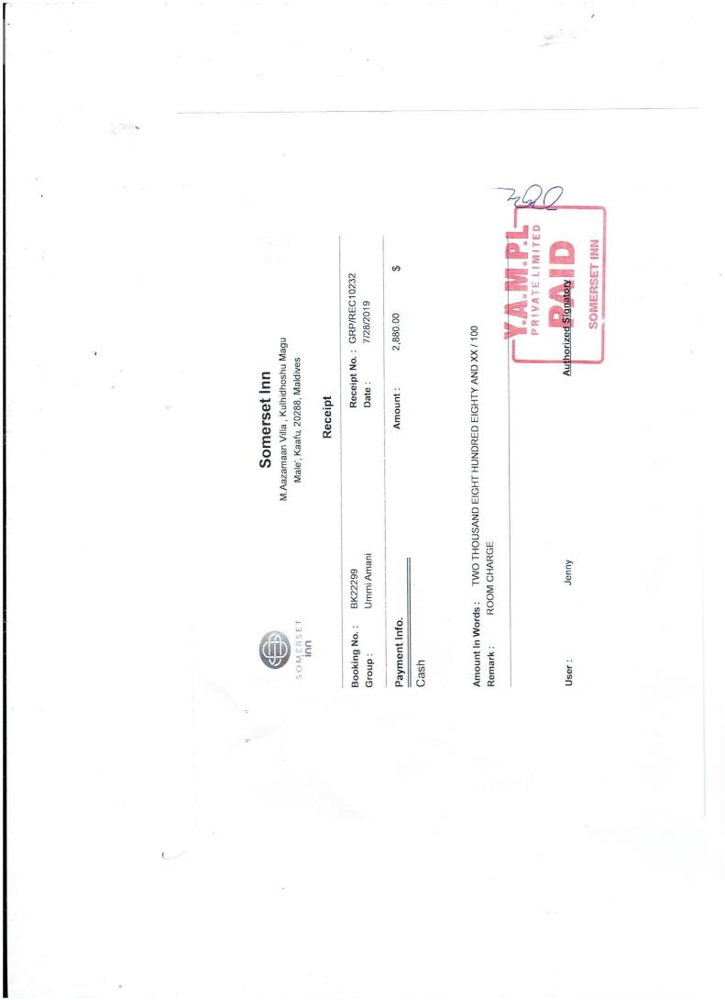 SOMERSET
inn
Somerset Inn
M.Aazamaan Villa , Kulhidhoshu Magu
Male', Kaafu, 20288, Maldives
Receipt
Booking No. : BK22299 Receipt No. : GRP/REC10232
Group : Ummi Amani Date : 7/28/2019
Payment Info. Amount : 2,880.00 $
Cash
Amount In Words : TWO THOUSAND EIGHT HUNDRED EIGHTY AND XX / 100
Remark : ROOM CHARGE
Y.A.M.P.L
PRIVATE LIMITED
PAID
User : Jenny Authorized Signatory
SOMERSET INN